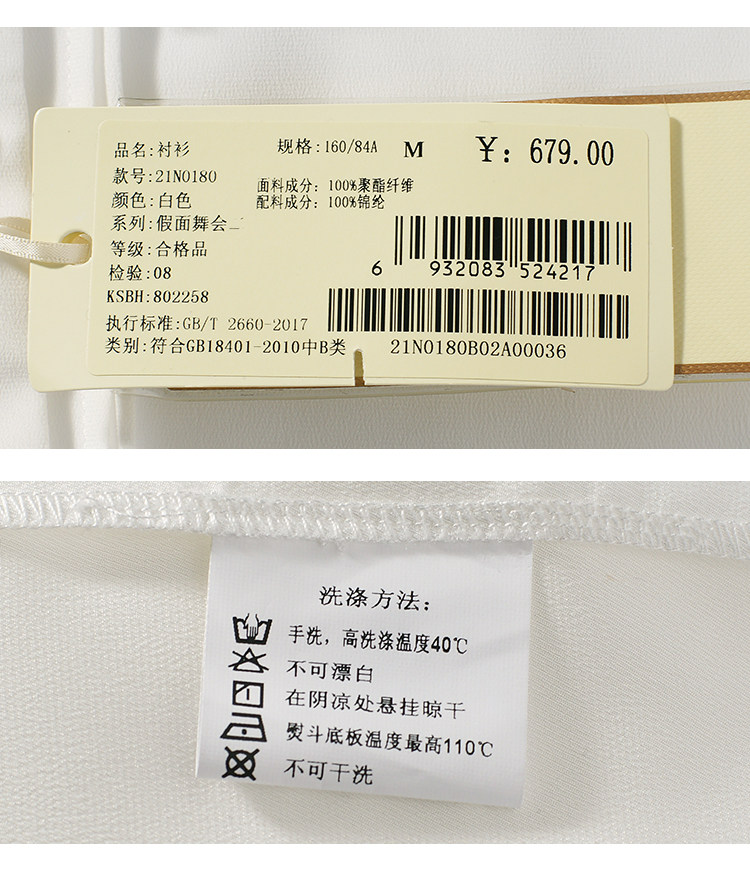 品名:衬衫
规格:160/84A M ¥: 679.00
款号:21N0180
面料成分: 100%聚酯纤维
颜色:白色
配料成分: 100%锦纶
系列:假面舞会二
等级:合格品
检验:08
6 932083 524217
KSBH:802258
执行标准:GB/T 2660-2017
类别:符合GB18401-2010中B类
21N0180B02A00036
洗涤方法:
手洗, 高洗涤温度40℃
不可漂白
在阴凉处悬挂晾干
熨斗底板温度最高110℃
不可干洗